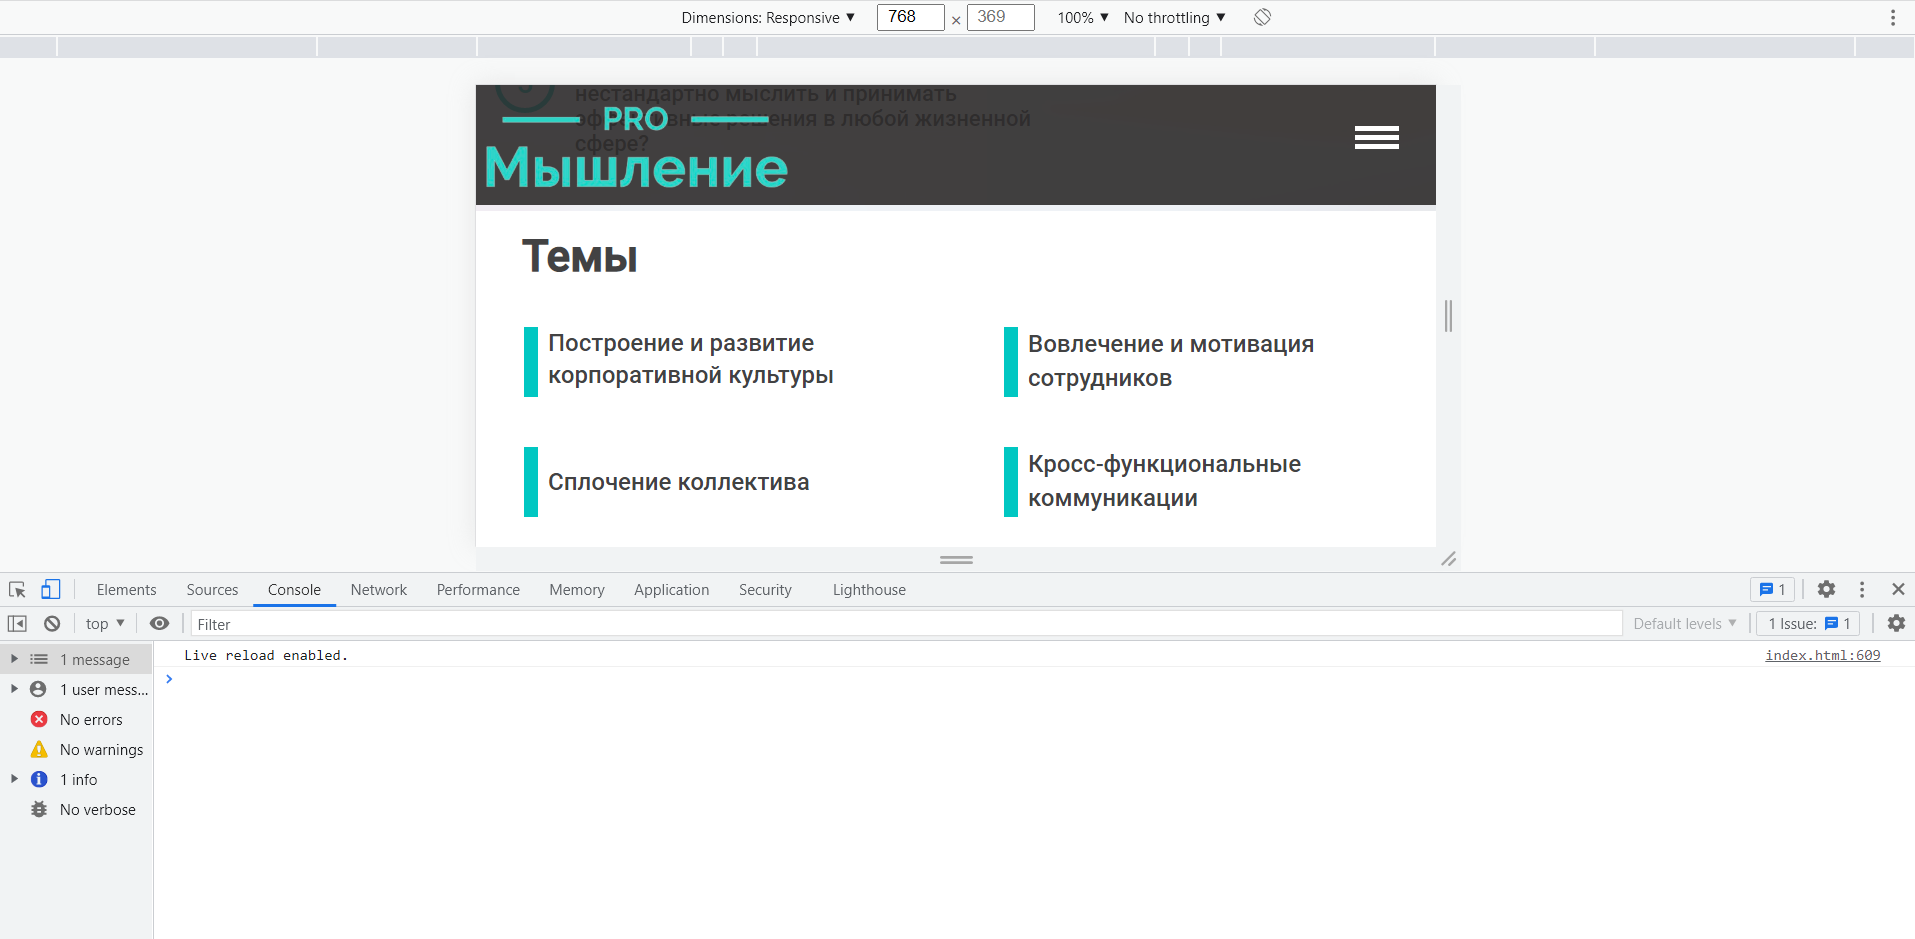 Dimensions: Responsive ▼ 768 × 369 100% ▼ No throttling ▼
нестандартно мыслить и принимать
PRO
эффективные решения в любой жизненной
сфере?
Мышление
Темы
Построение и развитие
корпоративной культуры
Вовлечение и мотивация
сотрудников
Сплочение коллектива
Кросс-функциональные
коммуникации
Elements Sources Console Network Performance Memory Application Security Lighthouse 1
top ▼ Filter Default levels ▼ 1 Issue: 1
1 message
Live reload enabled. index.html:609
1 user mess...
No errors
No warnings
1 info
No verbose